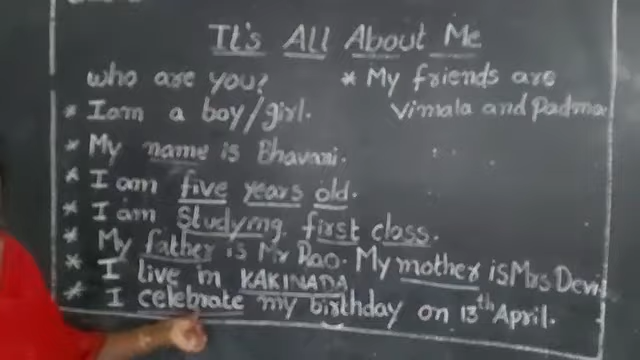 It's All About Me
who are you?
* I am a boy/girl.
* My name is Bhavani.
* I am five years old.
* I am Studying first class.
* My father is Mr Rao. My mother is Mrs Devi
* I live in KAKINADA
* I celebrate my birthday on 13th April.
* My friends are
Vimala and Padma